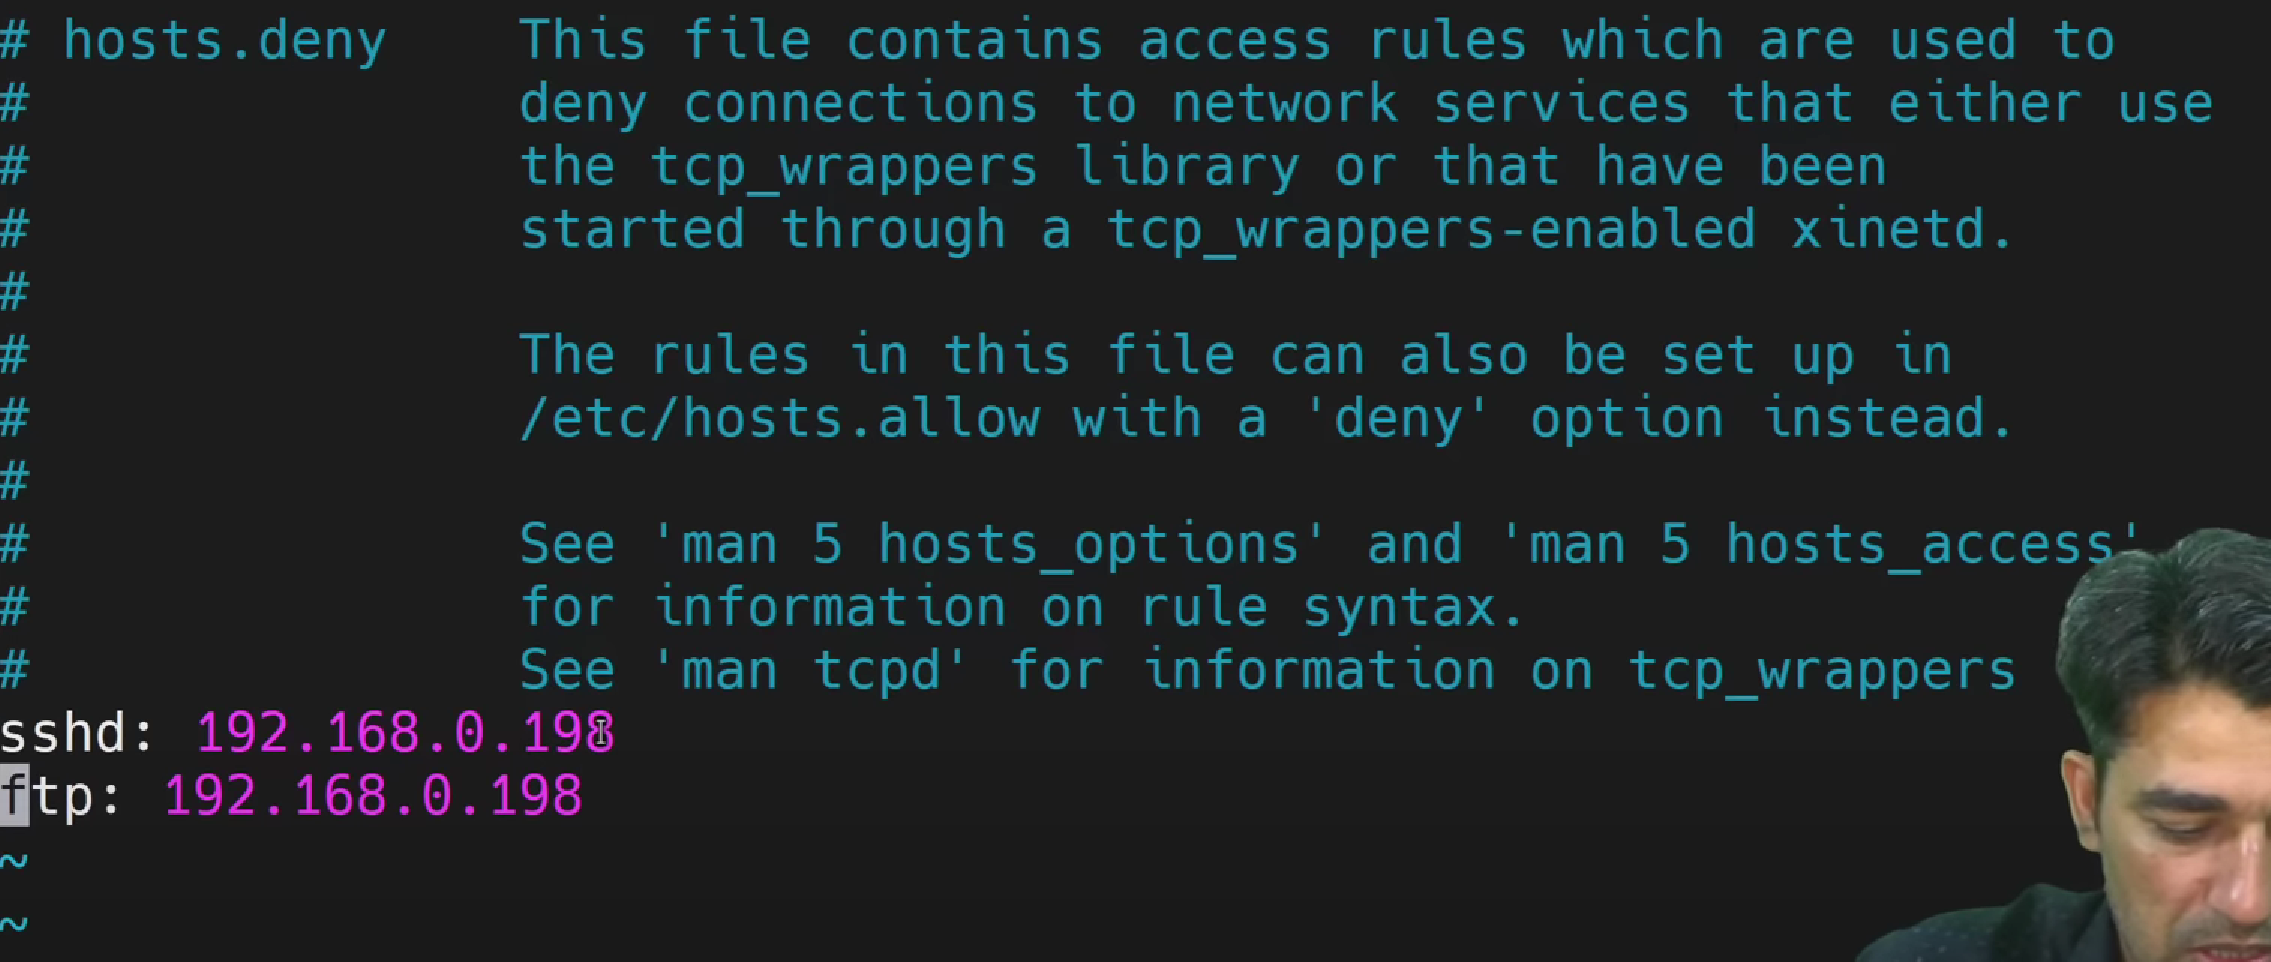 # hosts.deny    This file contains access rules which are used to
#               deny connections to network services that either use
#               the tcp_wrappers library or that have been
#               started through a tcp_wrappers-enabled xinetd.
#
#               The rules in this file can also be set up in
#               /etc/hosts.allow with a 'deny' option instead.
#
#               See 'man 5 hosts_options' and 'man 5 hosts_access'
#               for information on rule syntax.
#               See 'man tcpd' for information on tcp_wrappers
sshd: 192.168.0.198
ftp: 192.168.0.198
~
~